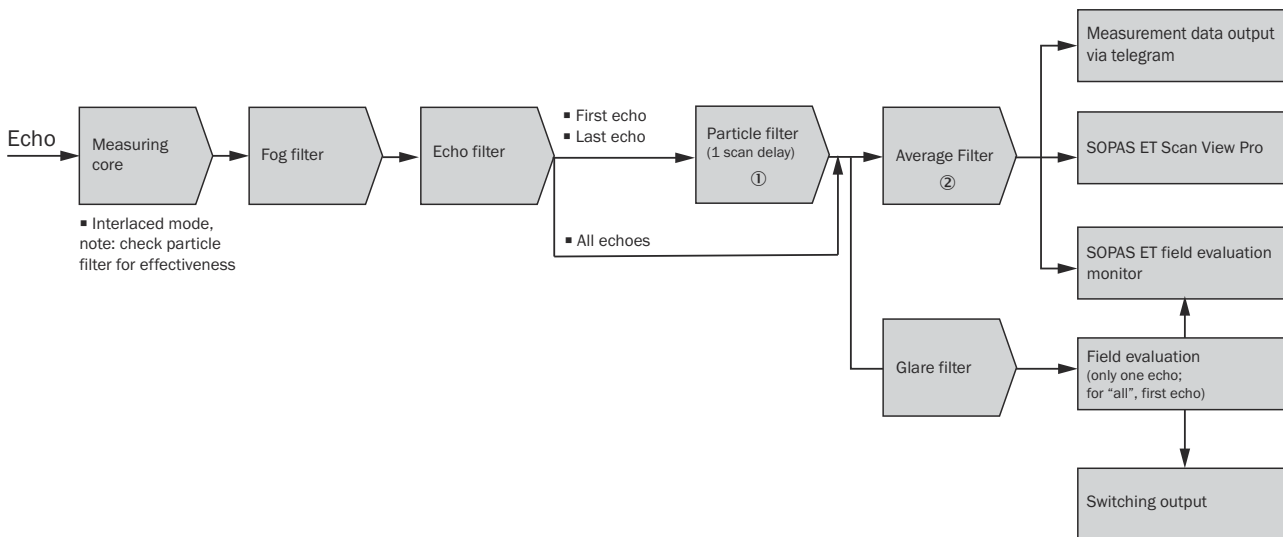 Echo
Measuring
core
▪ Interlaced mode,
note: check particle
filter for effectiveness
Fog filter
Echo filter
▪ First echo
▪ Last echo
▪ All echoes
Particle filter
(1 scan delay)
①
Average Filter
②
Glare filter
Measurement data output
via telegram
SOPAS ET Scan View Pro
SOPAS ET field evaluation
monitor
Field evaluation
(only one echo;
for “all”, first echo)
Switching output